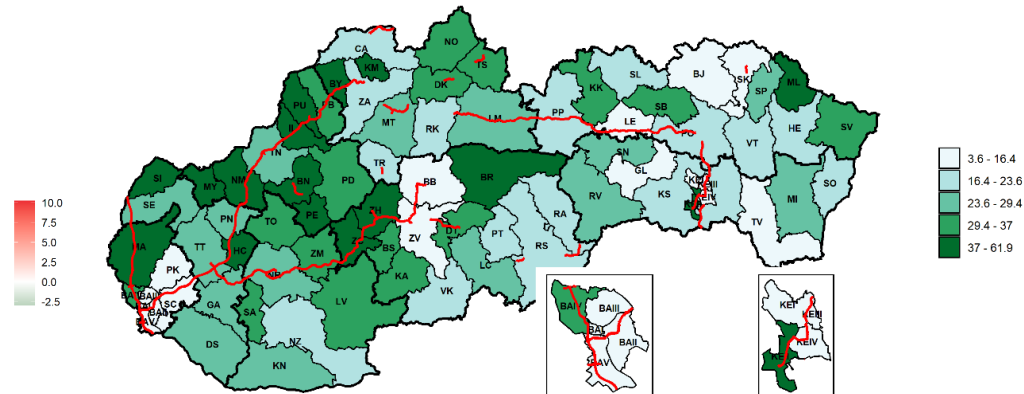 NO
CA
KM
TS
BY
DK
PU
PB
ZA
MT
RK
LM
PP
KK
SL
BJ
SK
SP
ML
SB
LE
HE
SV
VT
IL
TN
TR
SI
MY
NM
BN
PD
BB
BR
SN
GL
RV
KS
SO
MI
TV
SE
PN
TO
PE
ZH
ZV
DT
PT
RA
RS
MA
TT
HC
ZM
BS
KA
LC
VK
PK
SC
GA
NR
SA
LV
DS
NZ
KN
BAIV
BAIII
BAII
BAV
KEI
KEIII
KEIV
10.0
7.5
5.0
2.5
0.0
-2.5
3.6 - 16.4
16.4 - 23.6
23.6 - 29.4
29.4 - 37
37 - 61.9